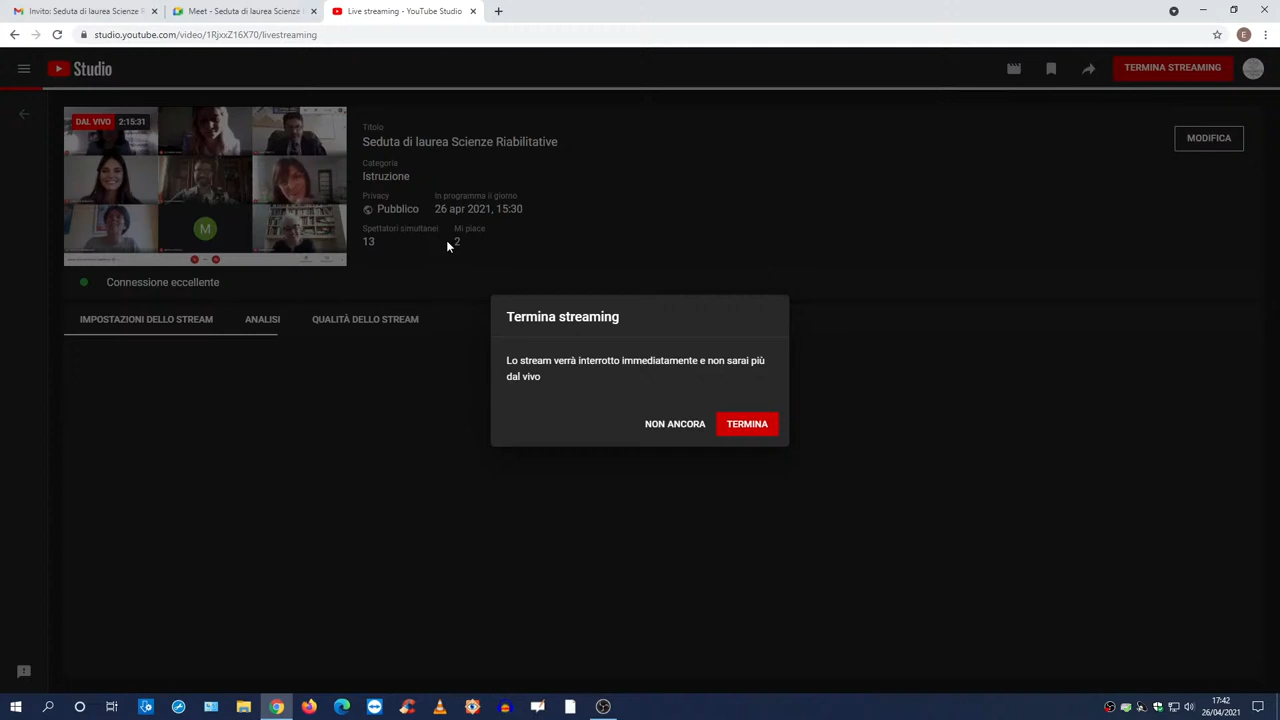 Invito: Seduta di laurea Scienze R
Meet - Seduta di laurea Scienze
Live streaming - YouTube Studio
studio.youtube.com/video/1RjxxZ16X70/livestreaming
E
Studio
TERMINA STREAMING
DAL VIVO 2:15:31
Titolo
Seduta di laurea Scienze Riabilitative
MODIFICA
Categoria
Istruzione
Privacy
In programma il giorno
Pubblico
26 apr 2021, 15:30
Spettatori simultanei
Mi piace
13
2
M
Connessione eccellente
IMPOSTAZIONI DELLO STREAM
ANALISI
QUALITÀ DELLO STREAM
Termina streaming
Lo stream verrà interrotto immediatamente e non sarai più
dal vivo
NON ANCORA
TERMINA
17:42
26/04/2021